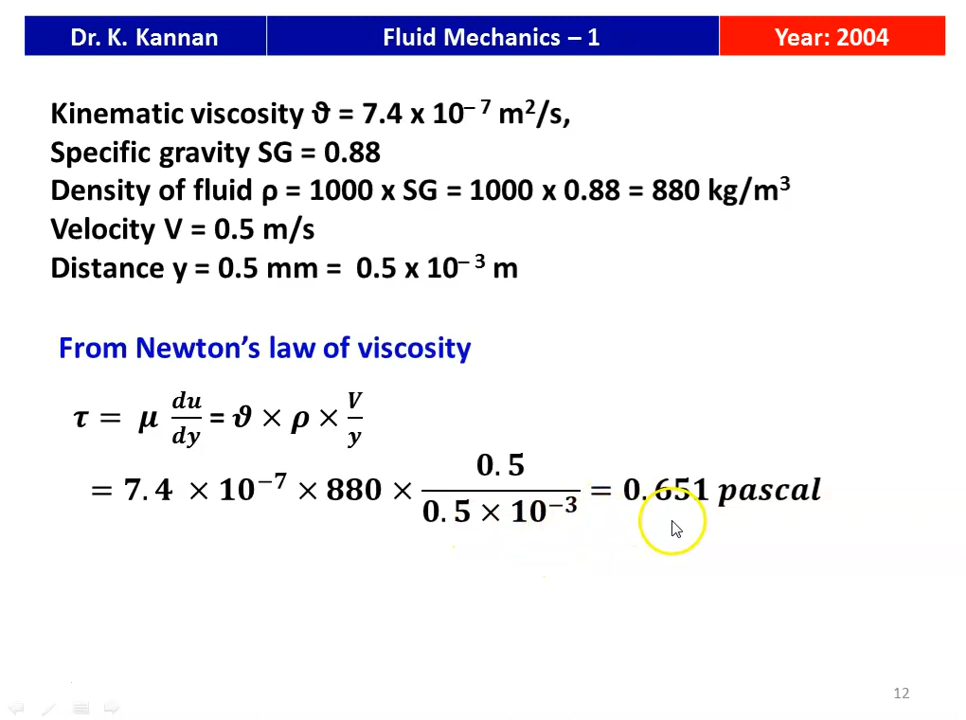 Dr. K. Kannan
Fluid Mechanics – 1
Year: 2004
Kinematic viscosity ϑ = 7.4 x 10⁻⁷ m²/s,
Specific gravity SG = 0.88
Density of fluid ρ = 1000 x SG = 1000 x 0.88 = 880 kg/m³
Velocity V = 0.5 m/s
Distance y = 0.5 mm = 0.5 x 10⁻³ m
From Newton’s law of viscosity
τ = μ du/dy = ϑ × ρ × V/y
= 7.4 × 10⁻⁷ × 880 × 0.5/(0.5 × 10⁻³) = 0.651 pascal
12